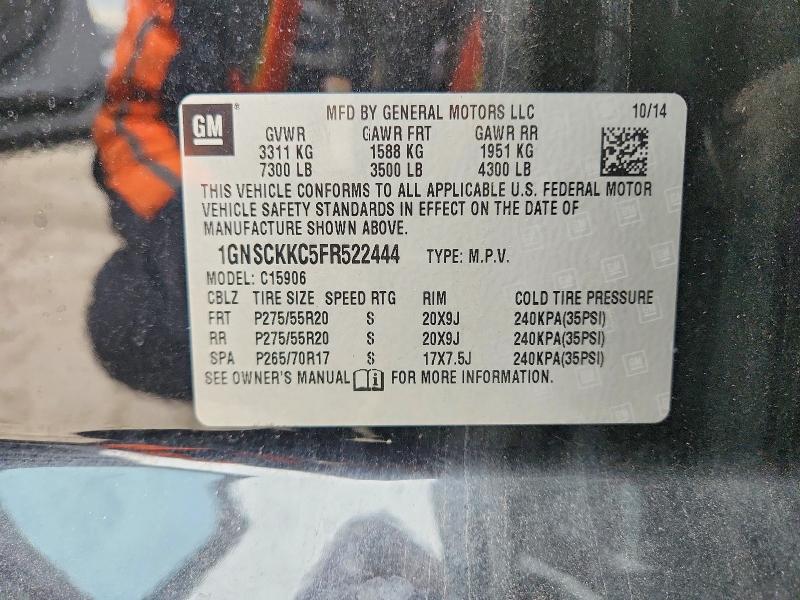 GM
MFD BY GENERAL MOTORS LLC 10/14
GVWR GAWR FRT GAWR RR
3311 KG 1588 KG 1951 KG
7300 LB 3500 LB 4300 LB
THIS VEHICLE CONFORMS TO ALL APPLICABLE U.S. FEDERAL MOTOR
VEHICLE SAFETY STANDARDS IN EFFECT ON THE DATE OF
MANUFACTURE SHOWN ABOVE.
1GNSCKKC5FR522444 TYPE: M.P.V.
MODEL: C15906
CBLZ TIRE SIZE SPEED RTG RIM COLD TIRE PRESSURE
FRT P275/55R20 S 20X9J 240KPA(35PSI)
RR P275/55R20 S 20X9J 240KPA(35PSI)
SPA P265/70R17 S 17X7.5J 240KPA(35PSI)
SEE OWNER'S MANUAL FOR MORE INFORMATION.